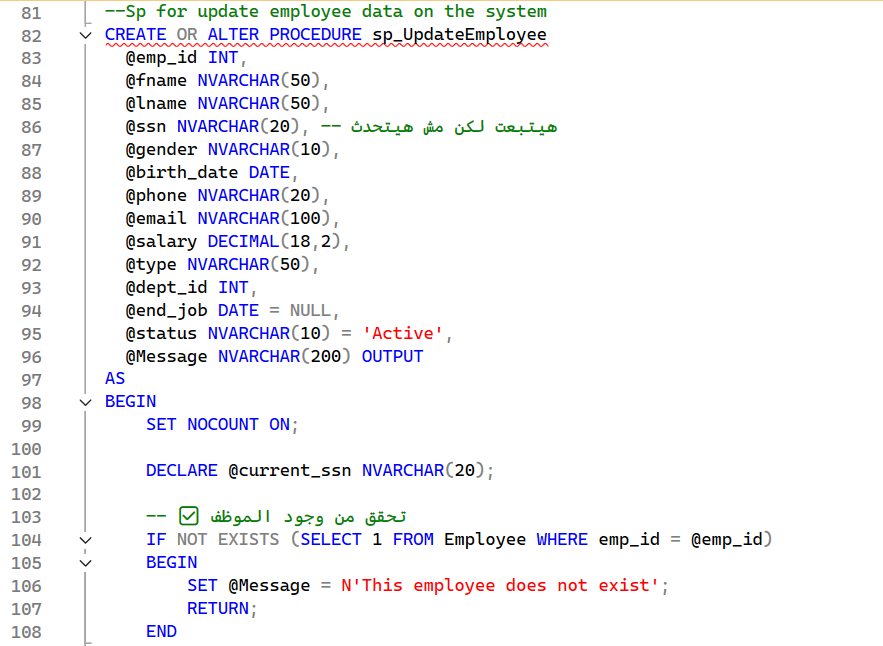 81 --Sp for update employee data on the system
82 CREATE OR ALTER PROCEDURE sp_UpdateEmployee
83 @emp_id INT,
84 @fname NVARCHAR(50),
85 @lname NVARCHAR(50),
86 @ssn NVARCHAR(20), -- هيتبعت لكن مش هيتحدث
87 @gender NVARCHAR(10),
88 @birth_date DATE,
89 @phone NVARCHAR(20),
90 @email NVARCHAR(100),
91 @salary DECIMAL(18,2),
92 @type NVARCHAR(50),
93 @dept_id INT,
94 @end_job DATE = NULL,
95 @status NVARCHAR(10) = 'Active',
96 @Message NVARCHAR(200) OUTPUT
97 AS
98 BEGIN
99 SET NOCOUNT ON;
100
101 DECLARE @current_ssn NVARCHAR(20);
102
103 -- ✅ تحقق من وجود الموظف
104 IF NOT EXISTS (SELECT 1 FROM Employee WHERE emp_id = @emp_id)
105 BEGIN
106 SET @Message = N'This employee does not exist';
107 RETURN;
108 END